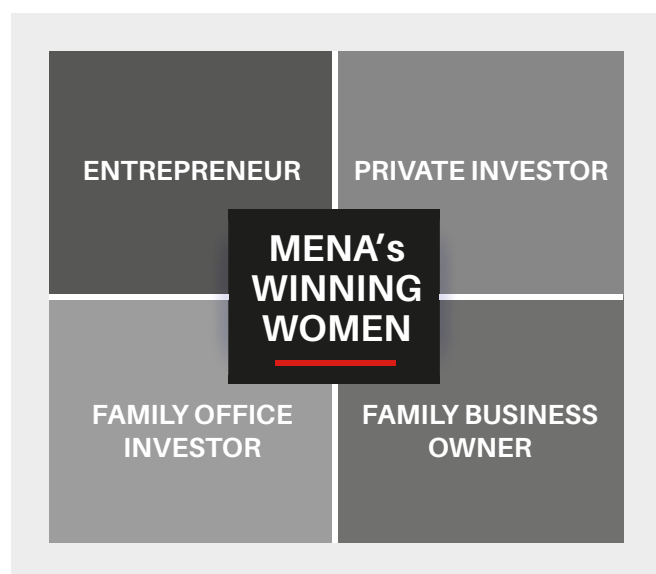 ENTREPRENEUR
PRIVATE INVESTOR
MENA’s
WINNING
WOMEN
FAMILY OFFICE
INVESTOR
FAMILY BUSINESS
OWNER